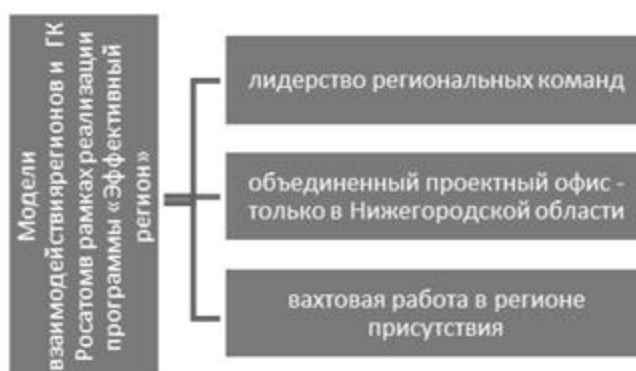 Модели
взаимодействиярегионов и ГК
Росатомв рамках реализации
программы «Эффективный
регион»
лидерство региональных команд
объединенный проектный офис -
только в Нижегородской области
вахтовая работа в регионе
присутствия